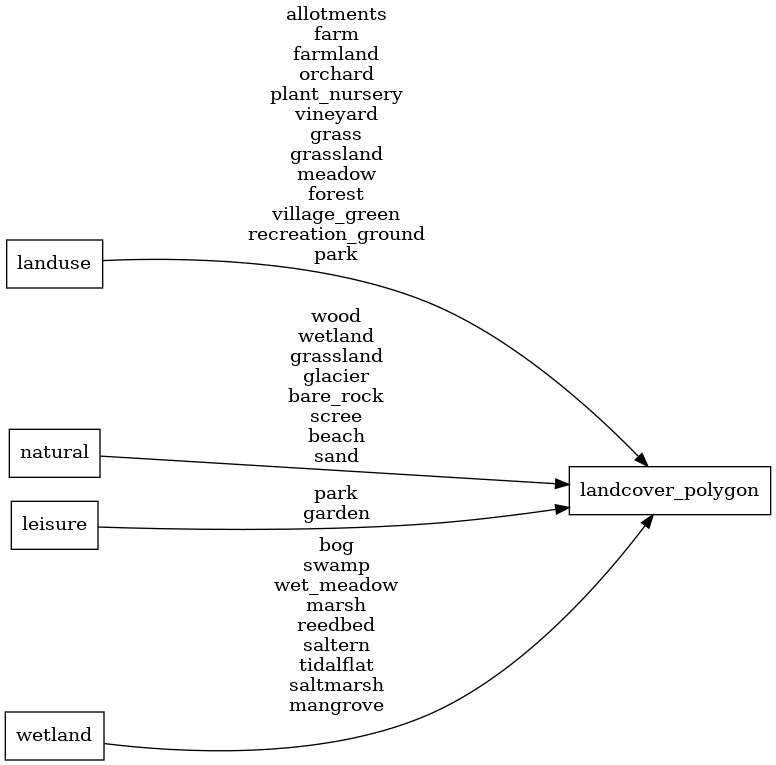 allotments
farm
farmland
orchard
plant_nursery
vineyard
grass
grassland
meadow
forest
village_green
recreation_ground
park
landuse
wood
wetland
grassland
glacier
bare_rock
scree
beach
sand
natural
landcover_polygon
park
garden
leisure
bog
swamp
wet_meadow
marsh
reedbed
saltern
tidalflat
saltmarsh
mangrove
wetland